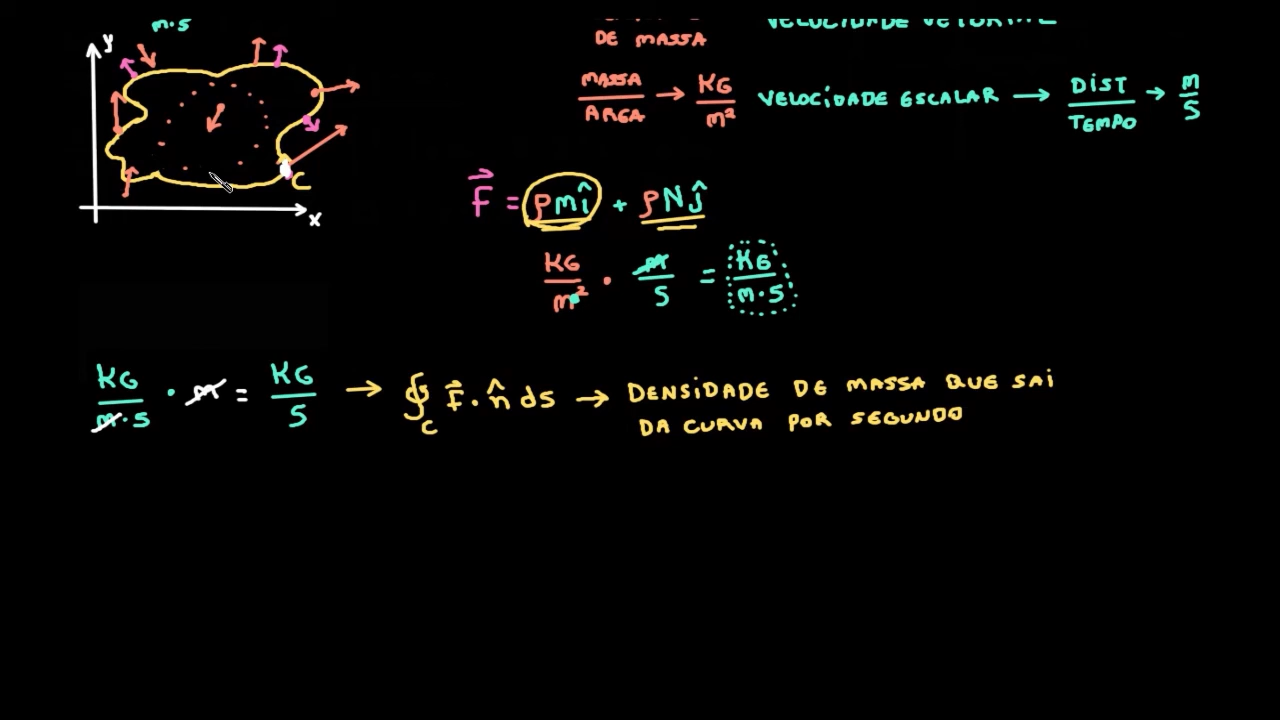 m·s
y
x
C
DE MASSA
VELOCIDADE VETORIAL
MASSA/AREA → KG/m²
VELOCIDADE ESCALAR → DIST/TEMPO → m/s
F⃗ = ρmî + ρNĵ
KG/m² · m/s = KG/m·s
KG/m·s · m = KG/s → ∮C F⃗·n̂ ds → DENSIDADE DE MASSA QUE SAI
DA CURVA POR SEGUNDO